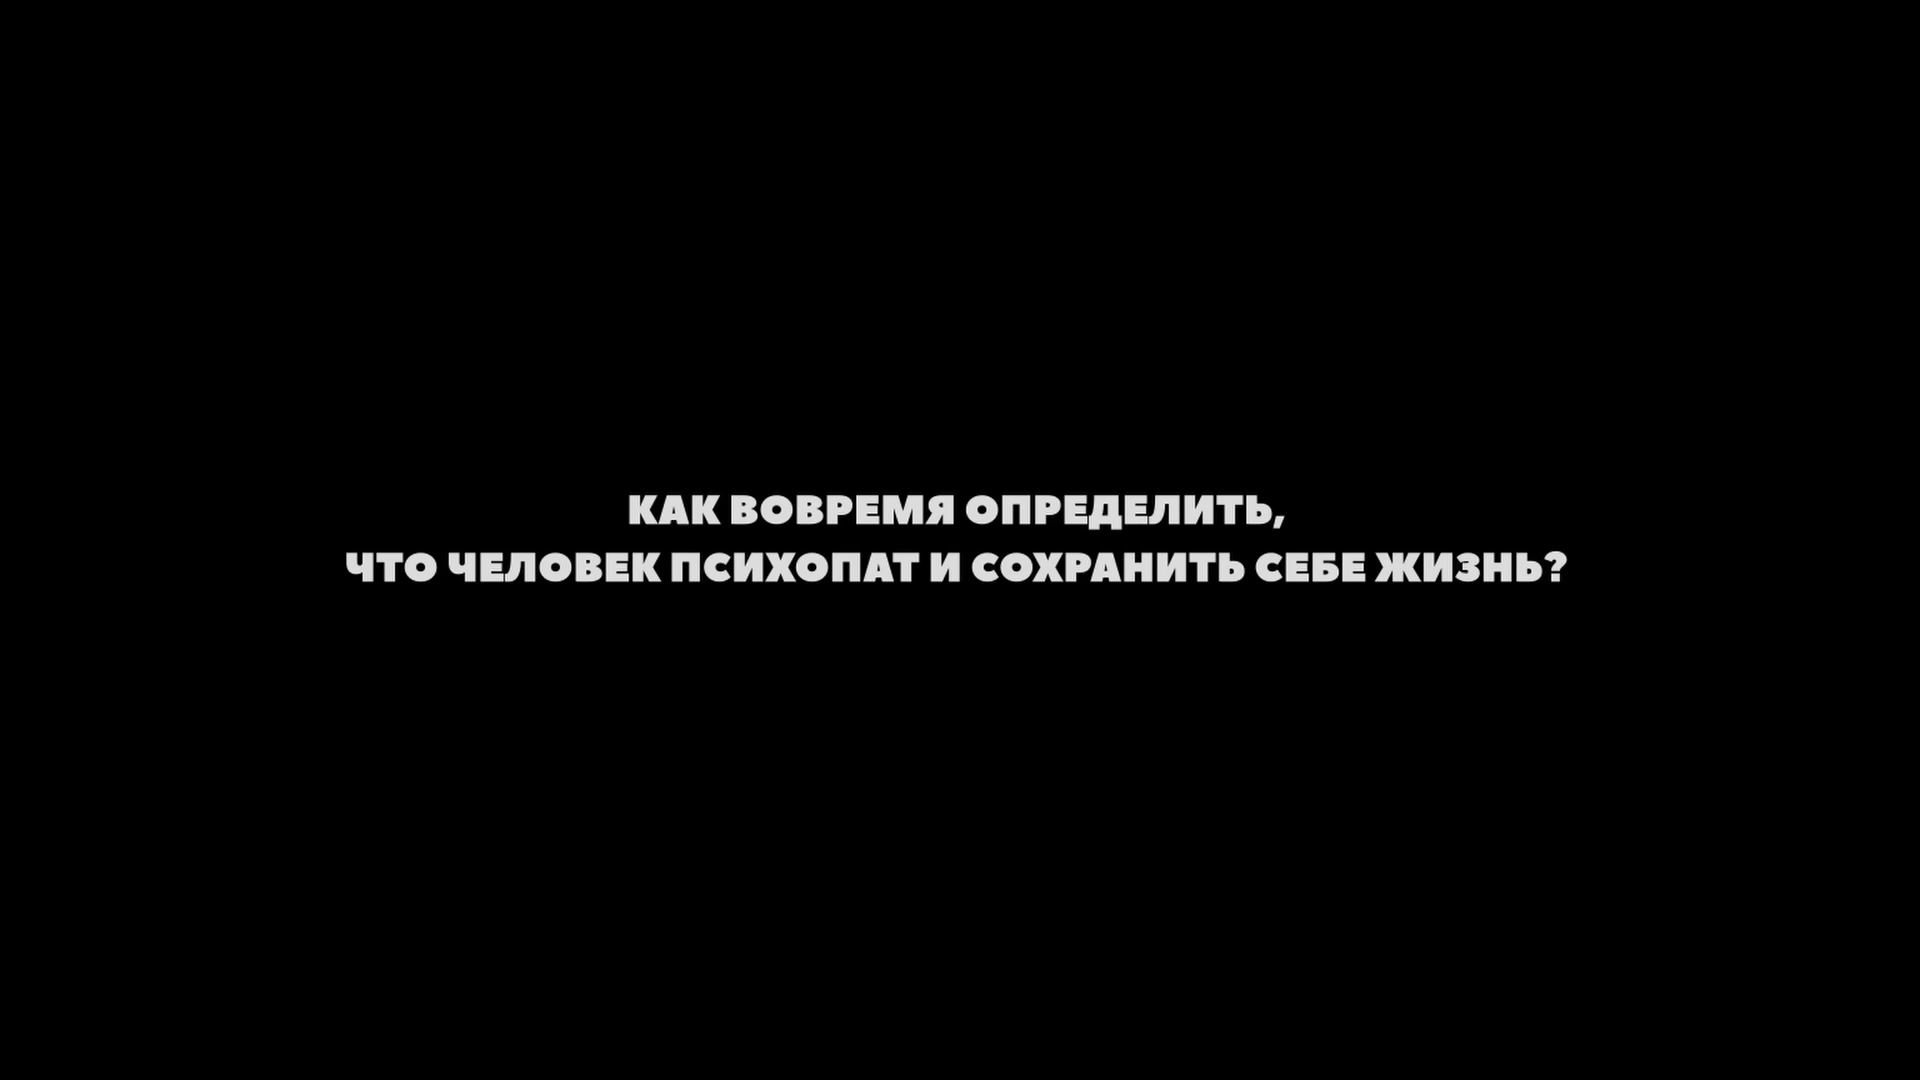 КАК ВОВРЕМЯ ОПРЕДЕЛИТЬ,
ЧТО ЧЕЛОВЕК ПСИХОПАТ И СОХРАНИТЬ СЕБЕ ЖИЗНЬ?